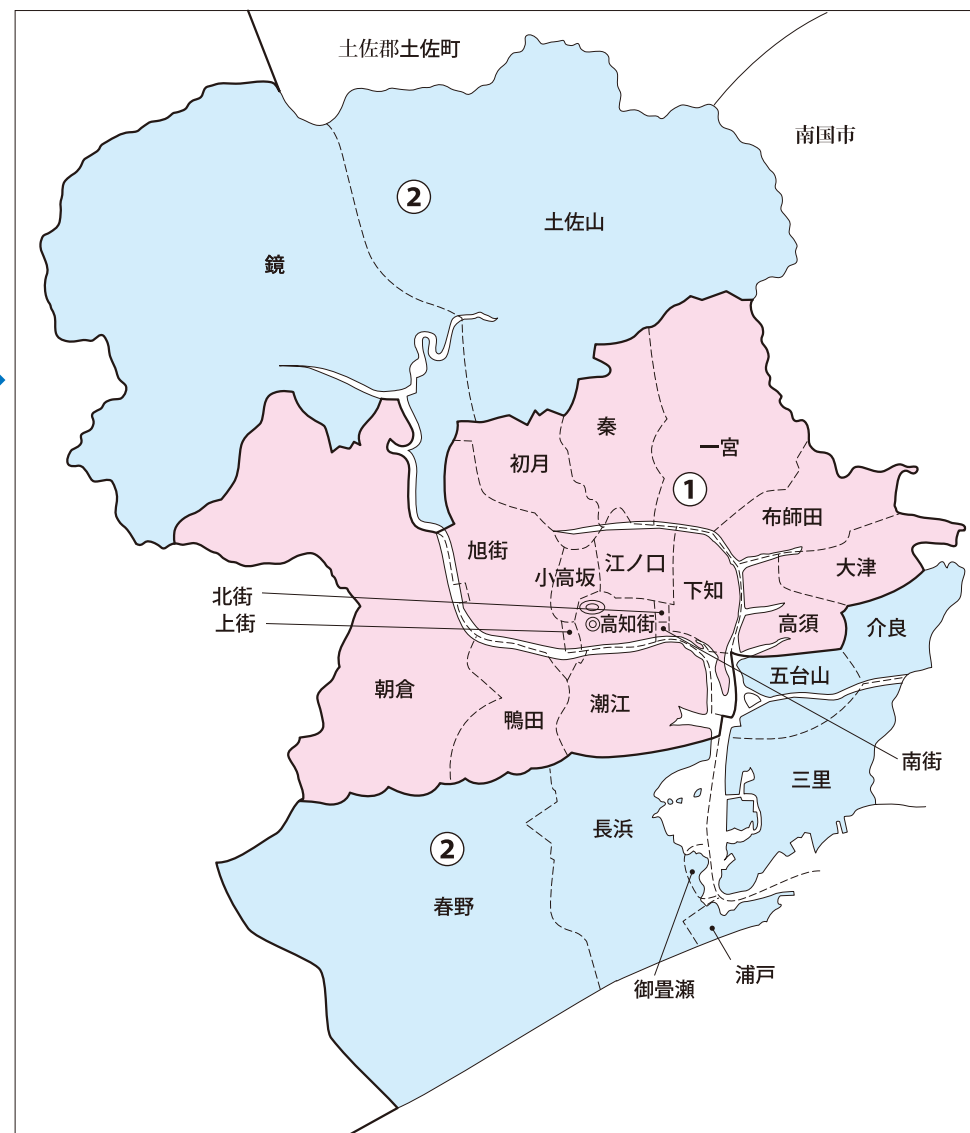 土佐郡土佐町
南国市
②
土佐山
鏡
秦
一宮
初月
①
布師田
旭街
江ノ口
大津
小高坂
下知
北街
上街
高知街
高須
介良
五台山
朝倉
潮江
鴨田
南街
三里
長浜
②
春野
浦戸
御畳瀬